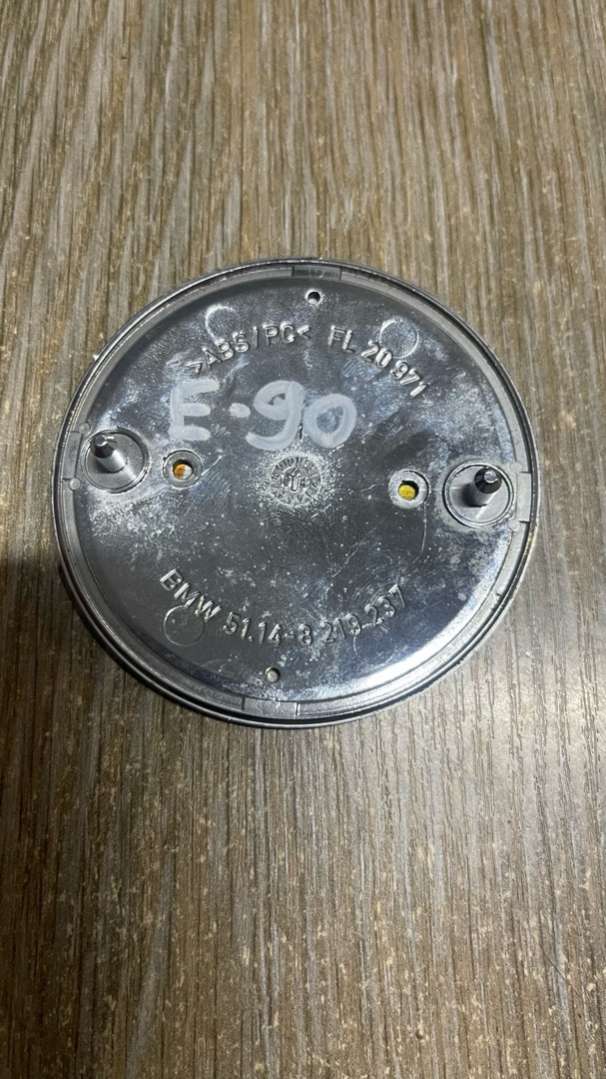 >ABS/PC< FL 20 971
E-90
BMW 51.14-8 219 237